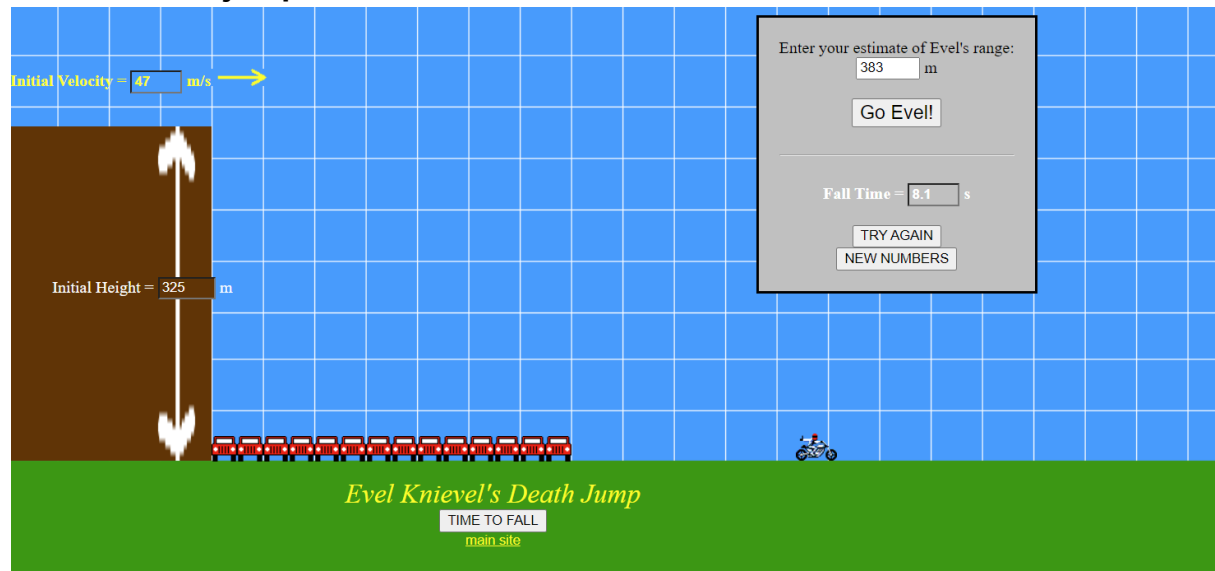 Initial Velocity = 47 m/s
Enter your estimate of Evel's range:
383 m
Go Evel!
Fall Time = 8.1 s
TRY AGAIN
NEW NUMBERS
Initial Height = 325 m
Evel Knievel's Death Jump
TIME TO FALL
main site